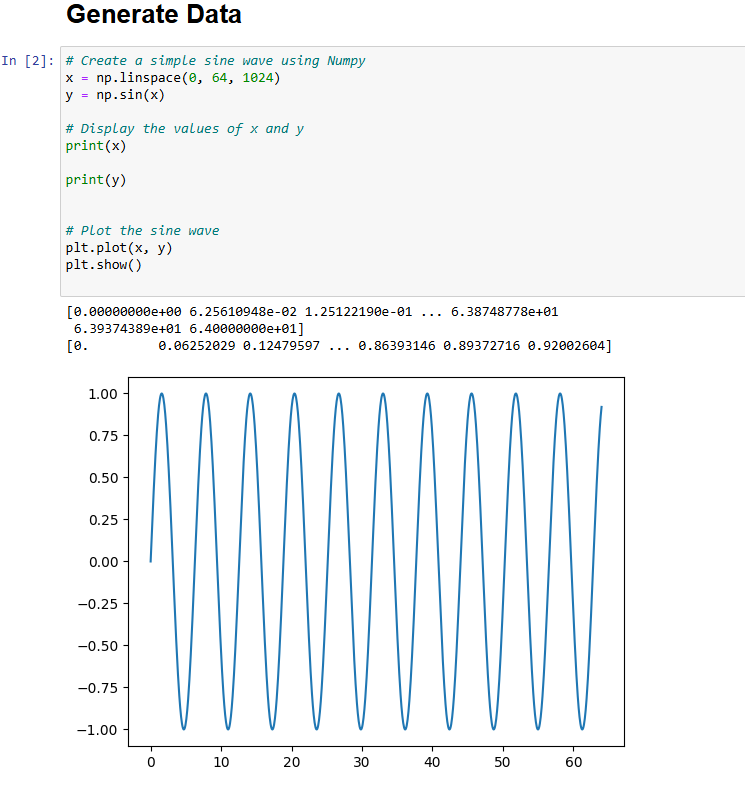 Generate Data
In [2]:
# Create a simple sine wave using Numpy
x = np.linspace(0, 64, 1024)
y = np.sin(x)
# Display the values of x and y
print(x)
print(y)
# Plot the sine wave
plt.plot(x, y)
plt.show()
[0.00000000e+00 6.25610948e-02 1.25122190e-01 ... 6.38748778e+01
6.39374389e+01 6.40000000e+01]
[0. 0.06252029 0.12479597 ... 0.86393146 0.89372716 0.92002604]
1.00
0.75
0.50
0.25
0.00
−0.25
−0.50
−0.75
−1.00
0 10 20 30 40 50 60